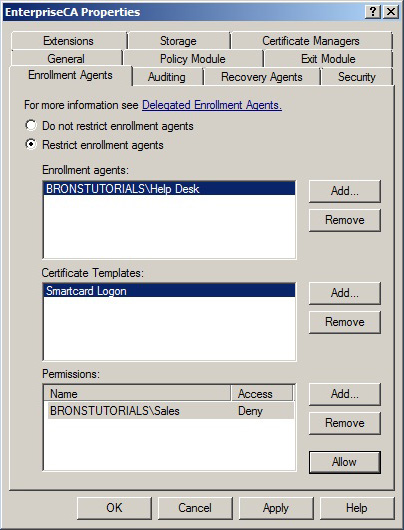 EnterpriseCA Properties
Extensions Storage Certificate Managers
General Policy Module Exit Module
Enrollment Agents Auditing Recovery Agents Security
For more information see Delegated Enrollment Agents.
Do not restrict enrollment agents
Restrict enrollment agents
Enrollment agents:
BRONSTUTORIALS\Help Desk
Add...
Remove
Certificate Templates:
Smartcard Logon
Add...
Remove
Permissions:
Name Access
BRONSTUTORIALS\Sales Deny
Add...
Remove
Allow
OK Cancel Apply Help